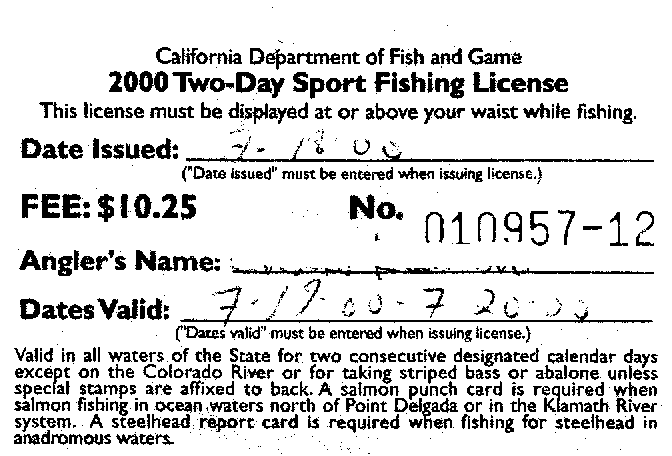 California Department of Fish and Game
2000 Two-Day Sport Fishing License
This license must be displayed at or above your waist while fishing.
Date Issued: 7-18-00
("Date issued" must be entered when issuing license.)
FEE: $10.25 No. 010957-12
Angler's Name:
Dates Valid: 7-19-00-7 20-00
("Dates valid" must be entered when issuing license.)
Valid in all waters of the State for two consecutive designated calendar days
except on the Colorado River or for taking striped bass or abalone unless
special stamps are affixed to back. A salmon punch card is required when
salmon fishing in ocean waters north of Point Delgada or in the Klamath River
system. A steelhead report card is required when fishing for steelhead in
anadromous waters.